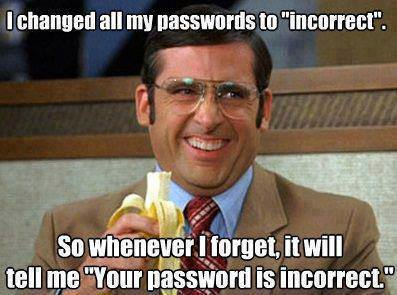 I changed all my passwords to "incorrect".
So whenever I forget, it will
tell me "Your password is incorrect."